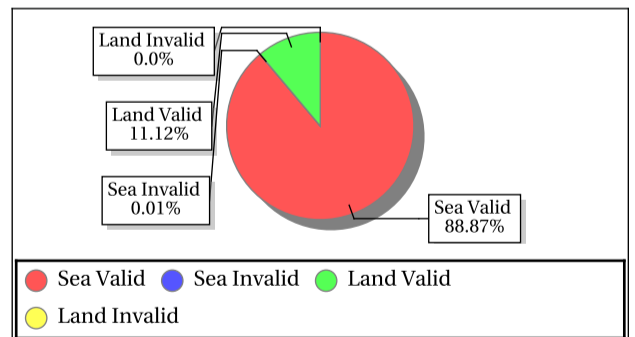 Land Invalid
0.0%
Land Valid
11.12%
Sea Invalid
0.01%
Sea Valid
88.87%
Sea Valid Sea Invalid Land Valid
Land Invalid